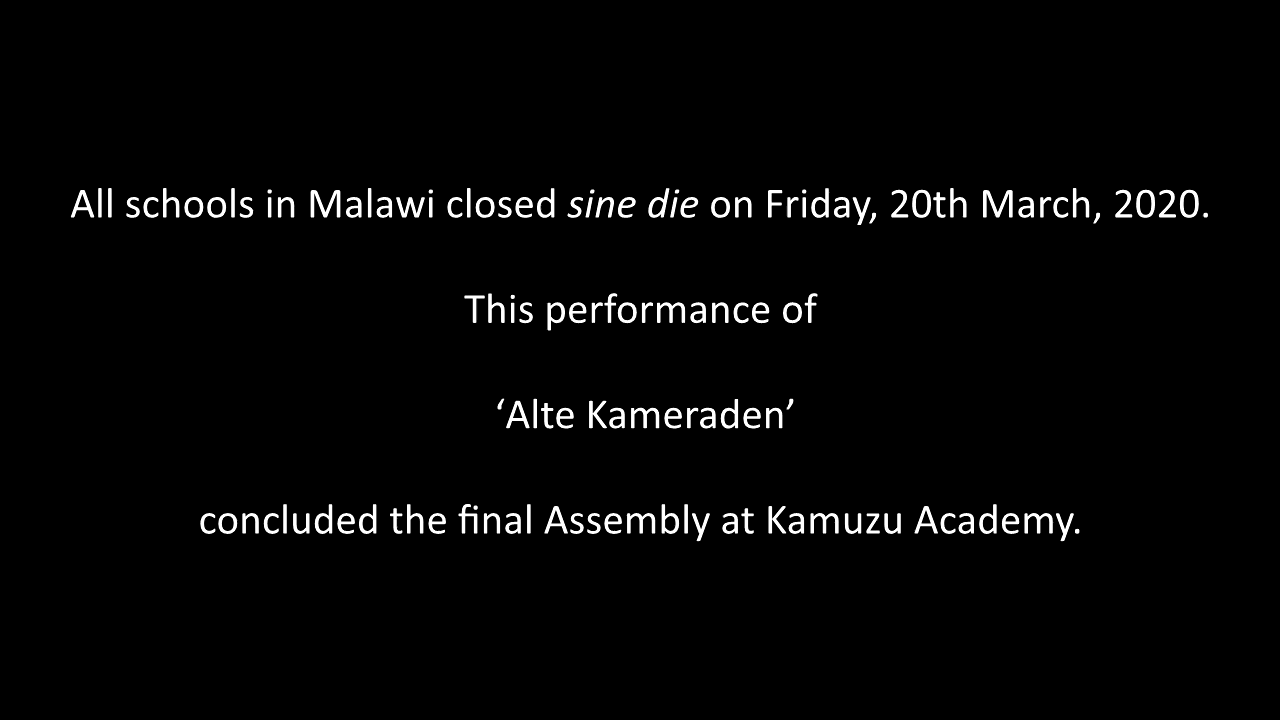 All schools in Malawi closed sine die on Friday, 20th March, 2020.
This performance of
‘Alte Kameraden’
concluded the final Assembly at Kamuzu Academy.